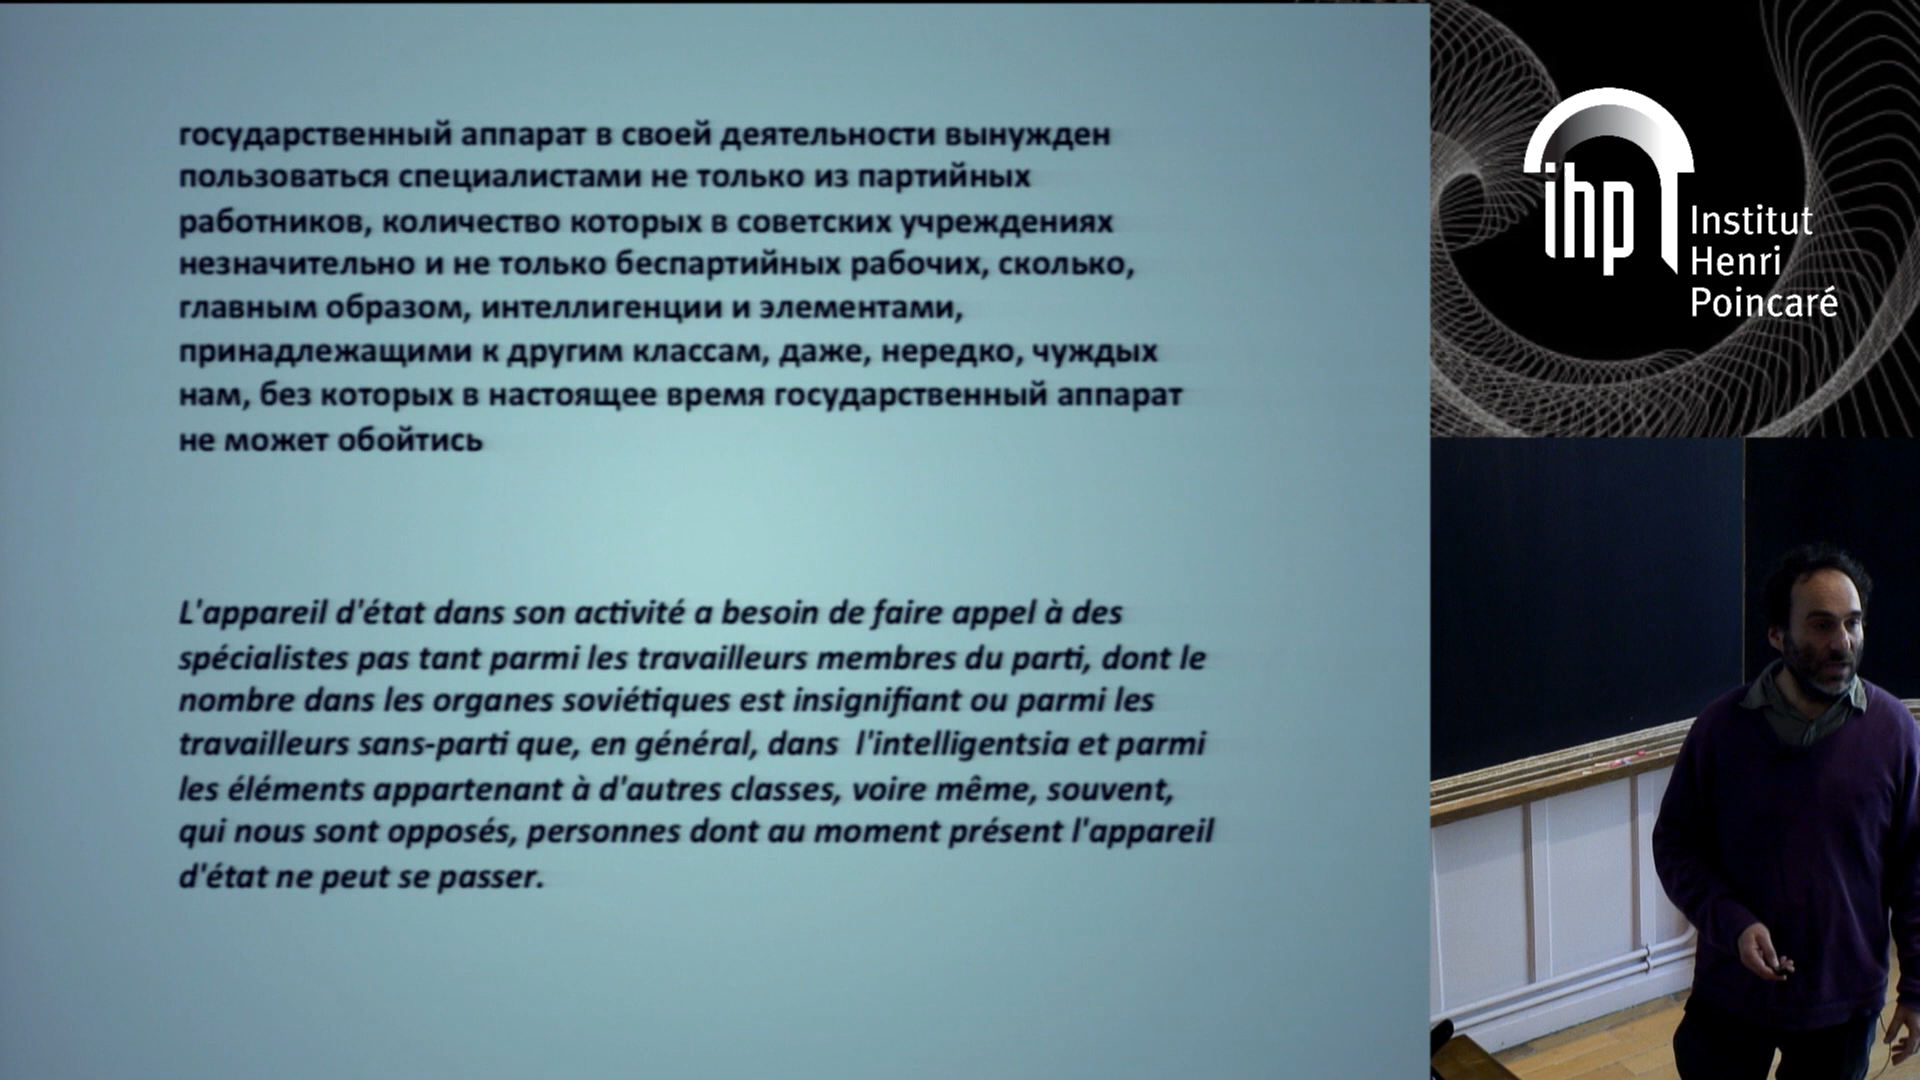 государственный аппарат в своей деятельности вынужден
пользоваться специалистами не только из партийных
работников, количество которых в советских учреждениях
незначительно и не только беспартийных рабочих, сколько,
главным образом, интеллигенции и элементами,
принадлежащими к другим классам, даже, нередко, чуждых
нам, без которых в настоящее время государственный аппарат
не может обойтись
L'appareil d'état dans son activité a besoin de faire appel à des
spécialistes pas tant parmi les travailleurs membres du parti, dont le
nombre dans les organes soviétiques est insignifiant ou parmi les
travailleurs sans-parti que, en général, dans  l'intelligentsia et parmi
les éléments appartenant à d'autres classes, voire même, souvent,
qui nous sont opposés, personnes dont au moment présent l'appareil
d'état ne peut se passer.
ihp
Institut
Henri
Poincaré